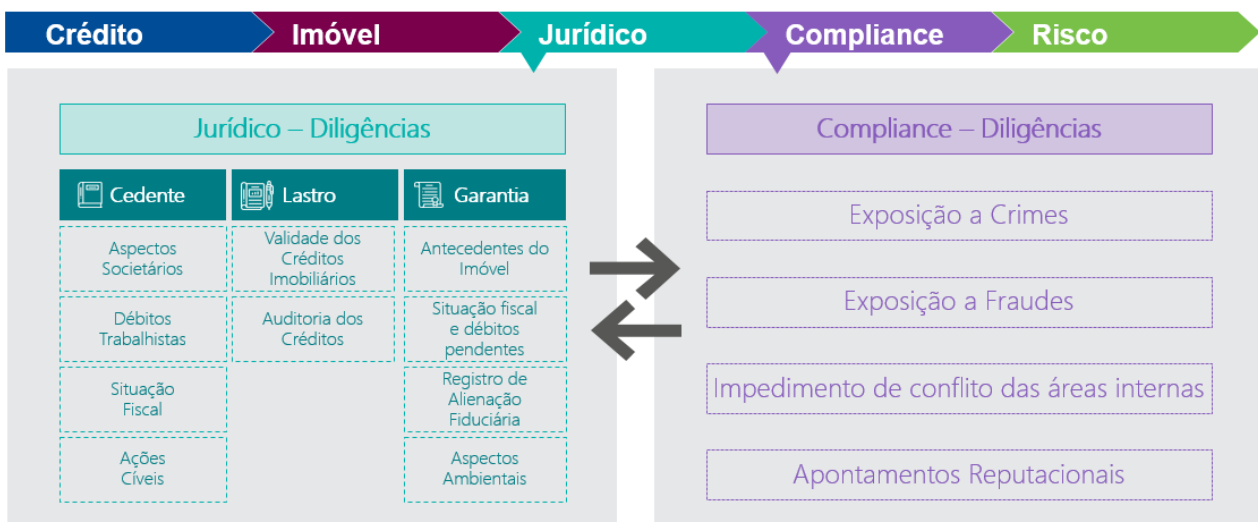 Crédito
Imóvel
Jurídico
Compliance
Risco
Jurídico – Diligências
Cedente
Aspectos
Societários
Débitos
Trabalhistas
Situação
Fiscal
Ações
Cíveis
Lastro
Validade dos
Créditos
Imobiliários
Auditoria dos
Créditos
Garantia
Antecedentes do
Imóvel
Situação fiscal
e débitos
pendentes
Registro de
Alienação
Fiduciária
Aspectos
Ambientais
Compliance – Diligências
Exposição a Crimes
Exposição a Fraudes
Impedimento de conflito das áreas internas
Apontamentos Reputacionais